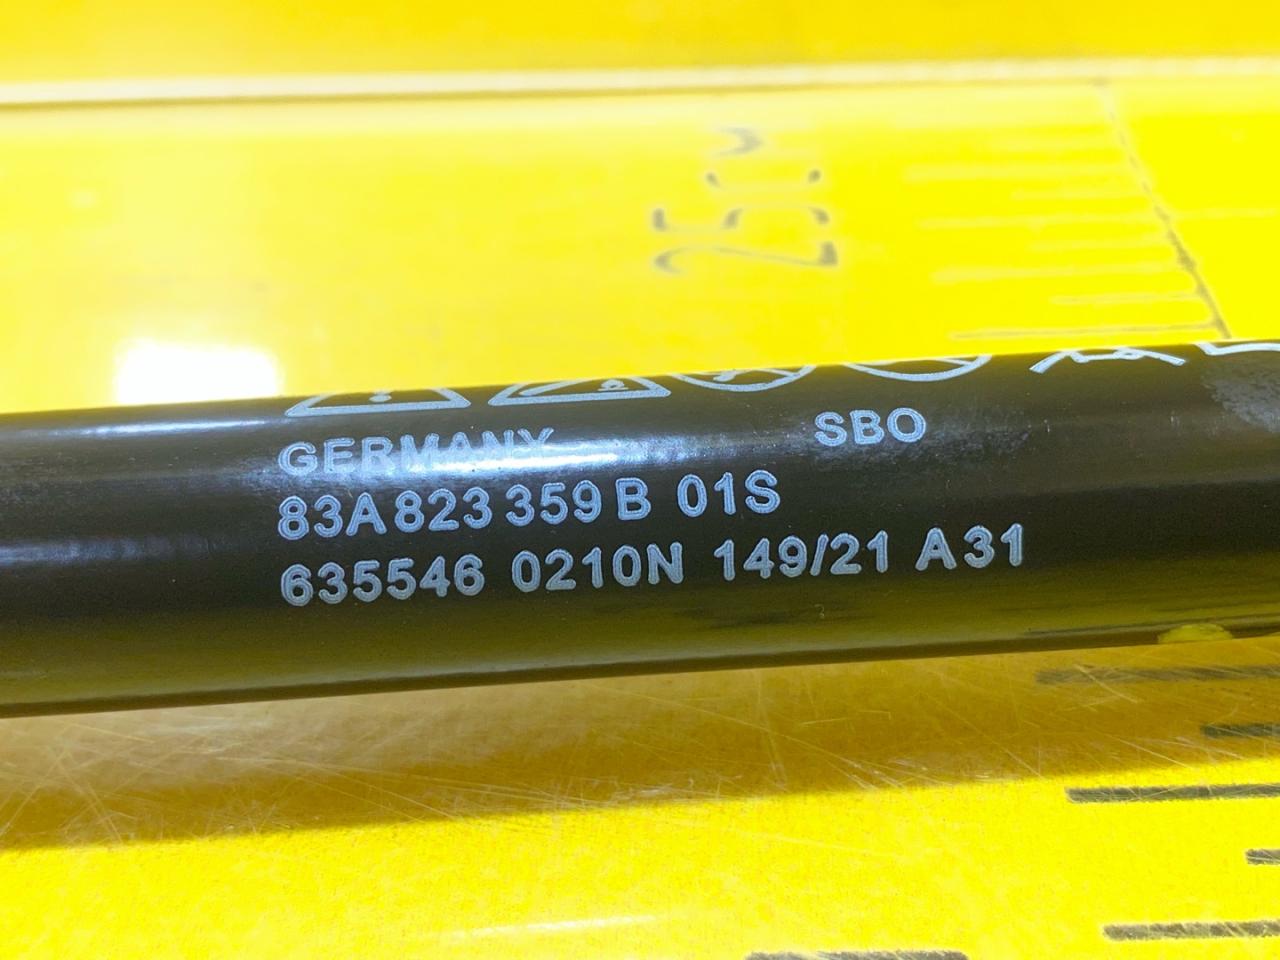 GERMANY SBO
83A 823 359 B 01S
635546 0210N 149/21 A31